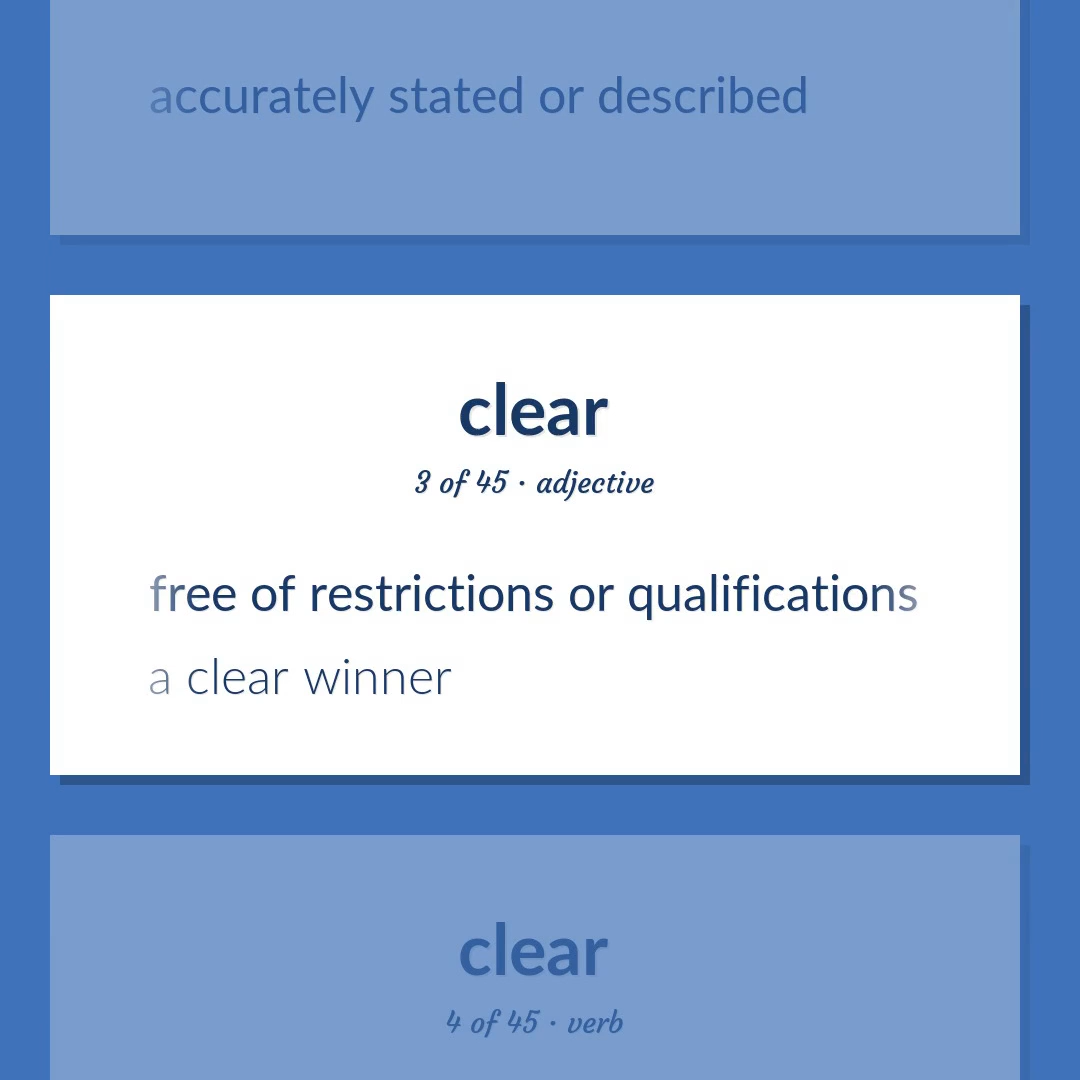 accurately stated or described
clear
3 of 45 · adjective
free of restrictions or qualifications
a clear winner
clear
4 of 45 · verb